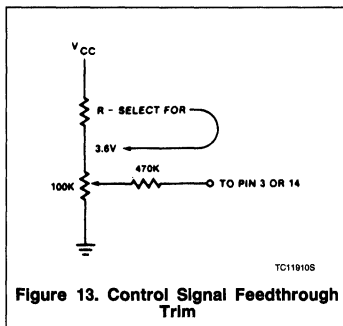 VCC
R - SELECT FOR
3.6V
470K
100K
TO PIN 3 OR 14
TC11910S
Figure 13. Control Signal Feedthrough
Trim